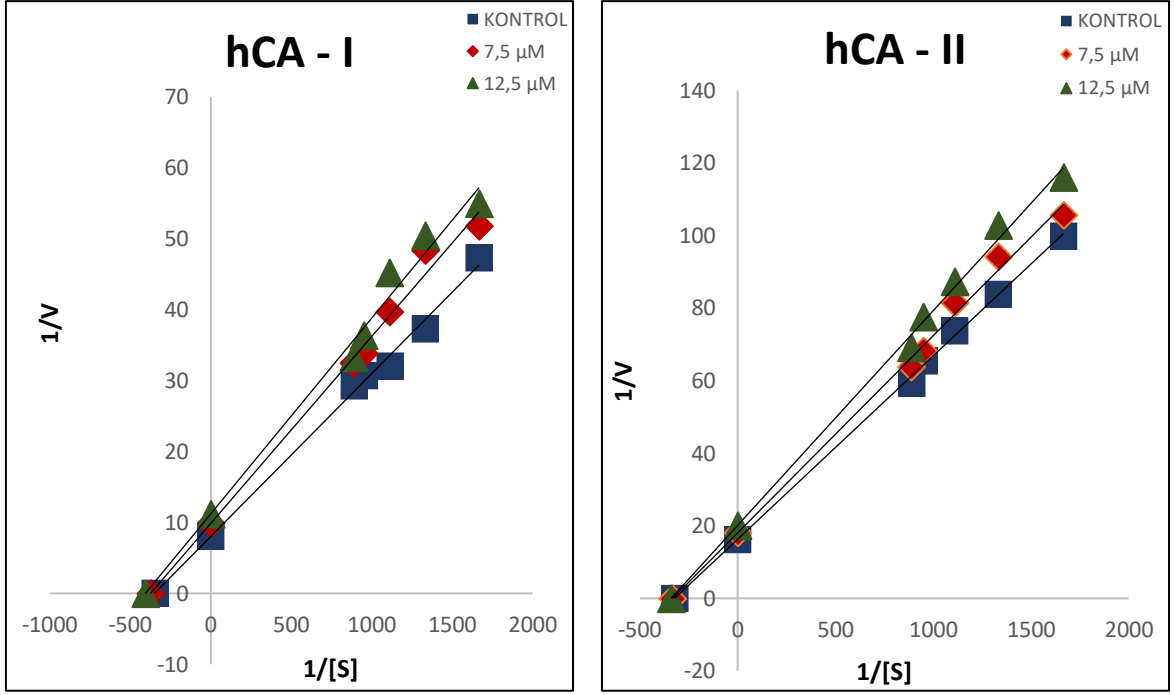 hCA - I
KONTROL
7,5 µM
12,5 µM
70
60
50
40
30
20
10
0
-10
-1000 -500 0 500 1000 1500 2000
1/V
1/[S]
hCA - II
KONTROL
7,5 µM
12,5 µM
140
120
100
80
60
40
20
0
-20
-500 0 500 1000 1500 2000
1/V
1/[S]